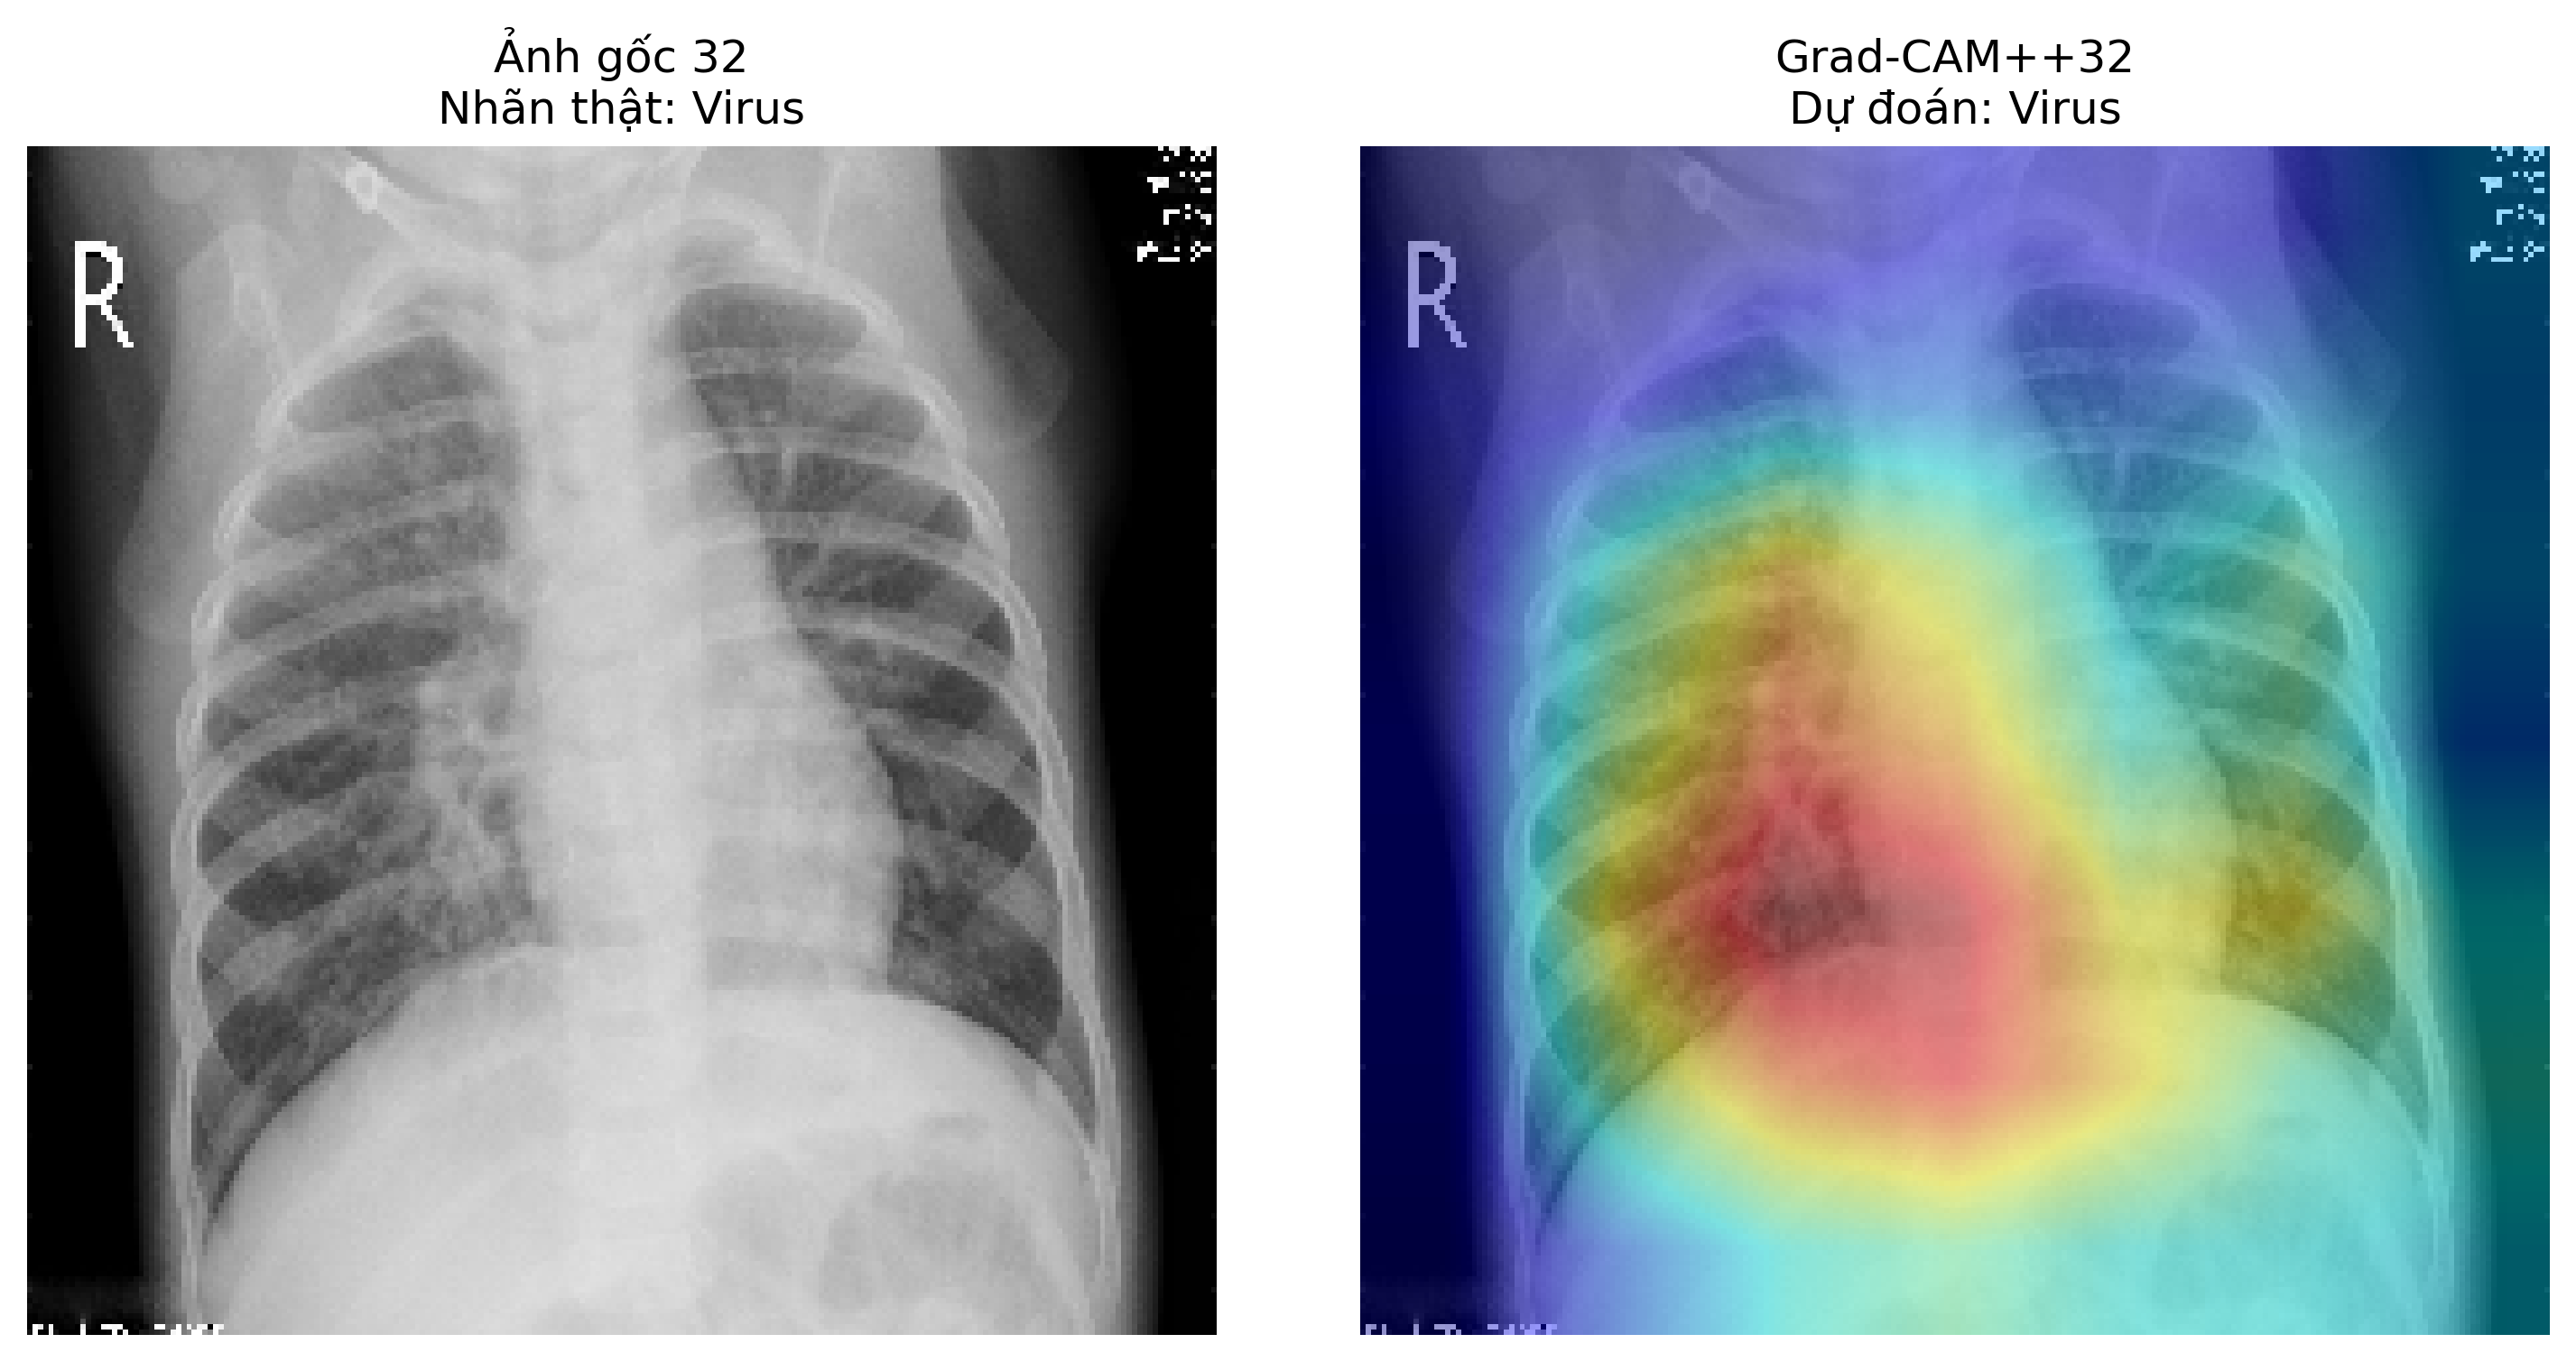 Ảnh gốc 32
Nhãn thật: Virus
Grad-CAM++32
Dự đoán: Virus
R
R